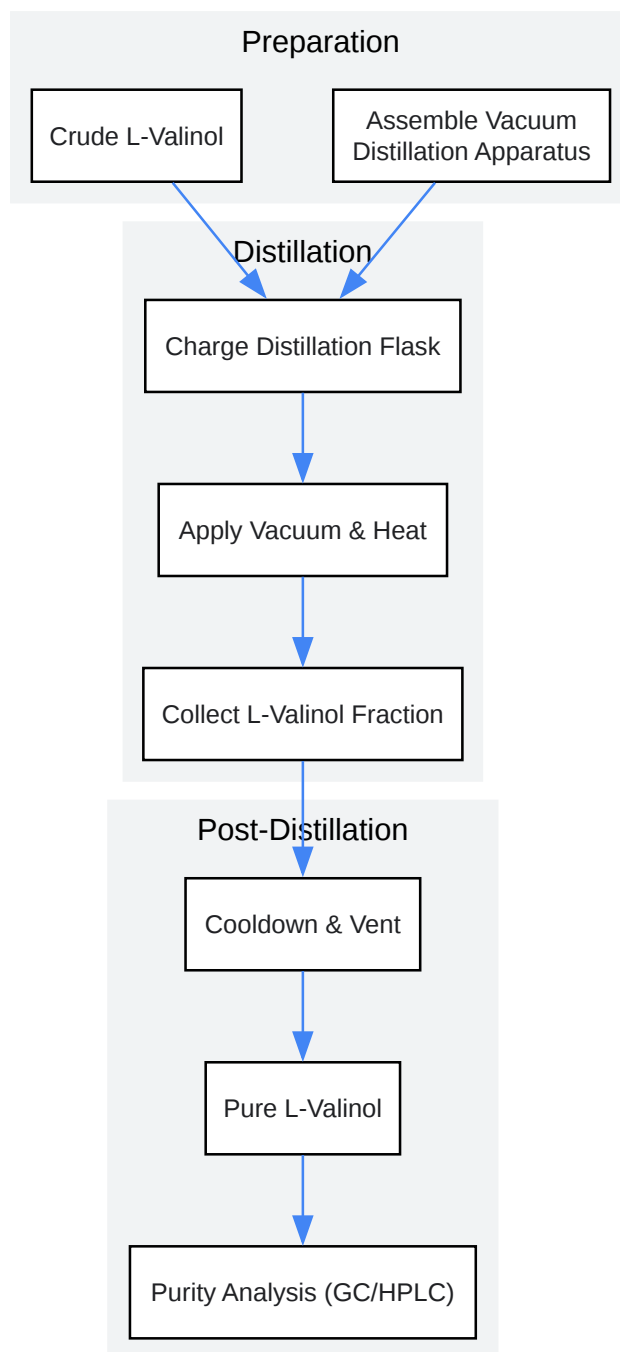 Preparation
Crude L-Valinol
Assemble Vacuum
Distillation Apparatus
Distillation
Charge Distillation Flask
Apply Vacuum & Heat
Collect L-Valinol Fraction
Post-Distillation
Cooldown & Vent
Pure L-Valinol
Purity Analysis (GC/HPLC)